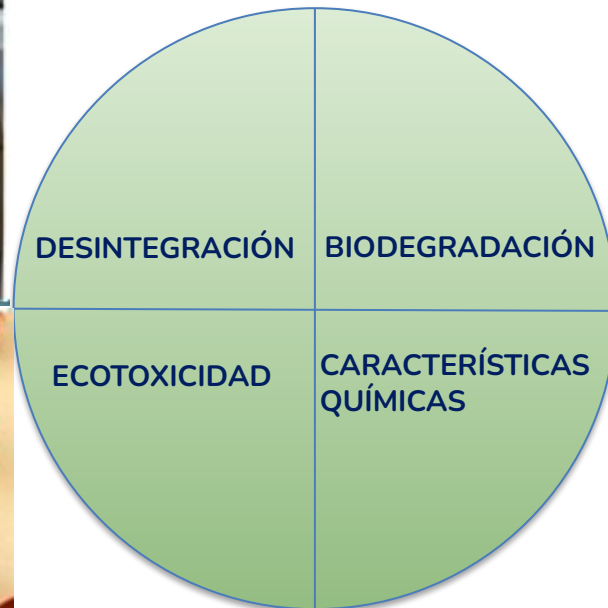 DESINTEGRACIÓN
BIODEGRADACIÓN
ECOTOXICIDAD
CARACTERÍSTICAS
QUÍMICAS